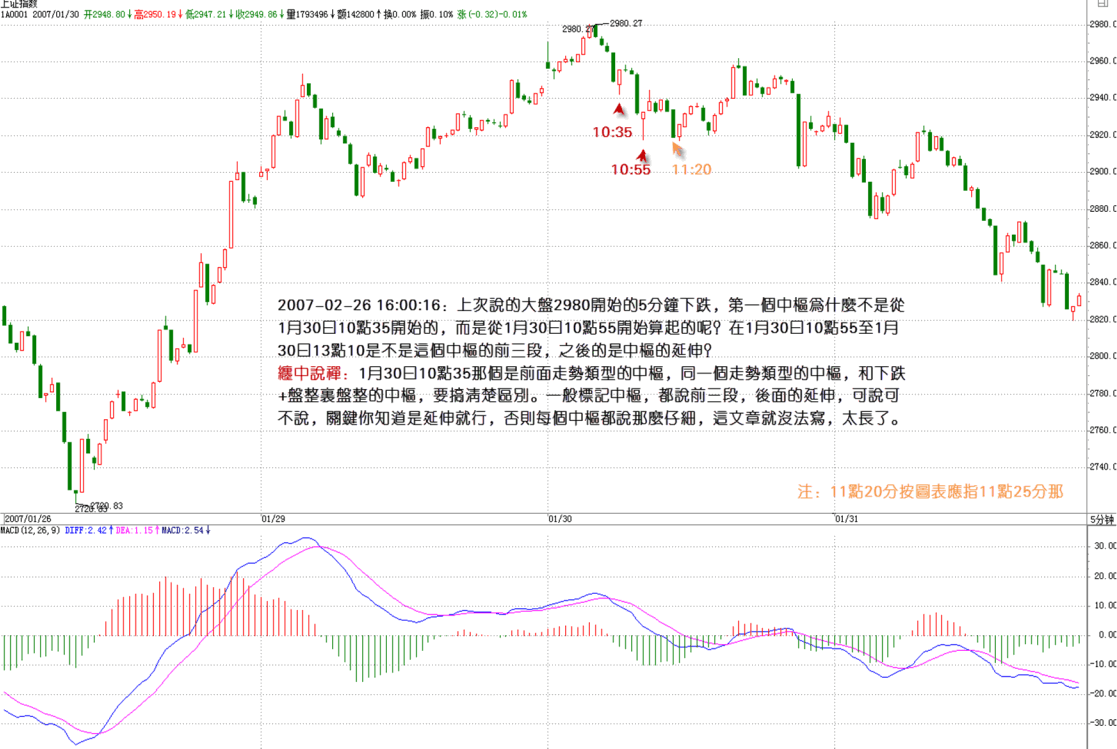 上证指数
1A0001 2007/01/30 开2948.80↓高2950.19↓低2947.21↓收2949.86↓量1793496↓额142800↑换0.00% 振0.10% 涨(-0.32)-0.01%
2980.27
2980.27
2980.0
2960.0
2940.0
2920.0
2900.0
2880.0
2860.0
2840.0
2820.0
2800.0
2780.0
2760.0
2740.0
10:35
10:55
11:20
2007-02-26 16:00:16：上次說的大盤2980開始的5分鐘下跌，第一個中樞爲什麼不是從
1月30日10點35開始的，而是從1月30日10點55開始算起的呢？在1月30日10點55至1月
30日13點10是不是這個中樞的前三段，之後的是中樞的延伸？
纏中說禪：1月30日10點35那個是前面走勢類型的中樞，同一個走勢類型的中樞，和下跌
+盤整裏盤整的中樞，要搞清楚區別。一般標記中樞，都說前三段，後面的延伸，可說可
不說，關鍵你知道是延伸就行，否則每個中樞都說那麼仔細，這文章就沒法寫，太長了。
注：11點20分按圖表應指11點25分那
2720.83
2720.83
2007/01/26
01/29
01/30
01/31
5分钟
MACD(12,26,9) DIFF:2.42↑ DEA:1.15↑ MACD:2.54↓
30.00
20.00
10.00
0.00
-10.00
-20.00
-30.00